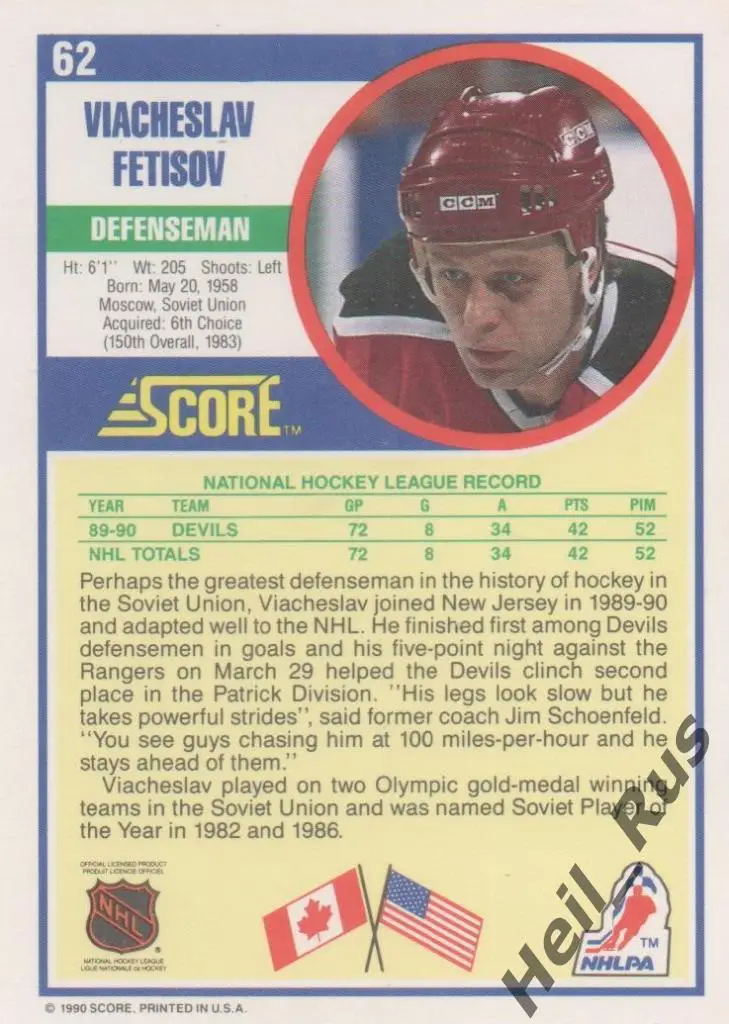 62
VIACHESLAV
FETISOV
DEFENSEMAN
Ht: 6'1" Wt: 205 Shoots: Left
Born: May 20, 1958
Moscow, Soviet Union
Acquired: 6th Choice
(150th Overall, 1983)
CCM
CCM
SCORE TM
NATIONAL HOCKEY LEAGUE RECORD
YEAR TEAM GP G A PTS PIM
89-90 DEVILS 72 8 34 42 52
NHL TOTALS 72 8 34 42 52
Perhaps the greatest defenseman in the history of hockey in
the Soviet Union, Viacheslav joined New Jersey in 1989-90
and adapted well to the NHL. He finished first among Devils
defensemen in goals and his five-point night against the
Rangers on March 29 helped the Devils clinch second
place in the Patrick Division. "His legs look slow but he
takes powerful strides", said former coach Jim Schoenfeld.
"You see guys chasing him at 100 miles-per-hour and he
stays ahead of them."
Viacheslav played on two Olympic gold-medal winning
teams in the Soviet Union and was named Soviet Player of
the Year in 1982 and 1986.
OFFICIAL LICENSED PRODUCT
PRODUIT LICENCIE OFFICIEL
NHL
®
NATIONAL HOCKEY LEAGUE
LIGUE NATIONALE DE HOCKEY
TM
NHLPA
Heil_Rus
© 1990 SCORE. PRINTED IN U.S.A.